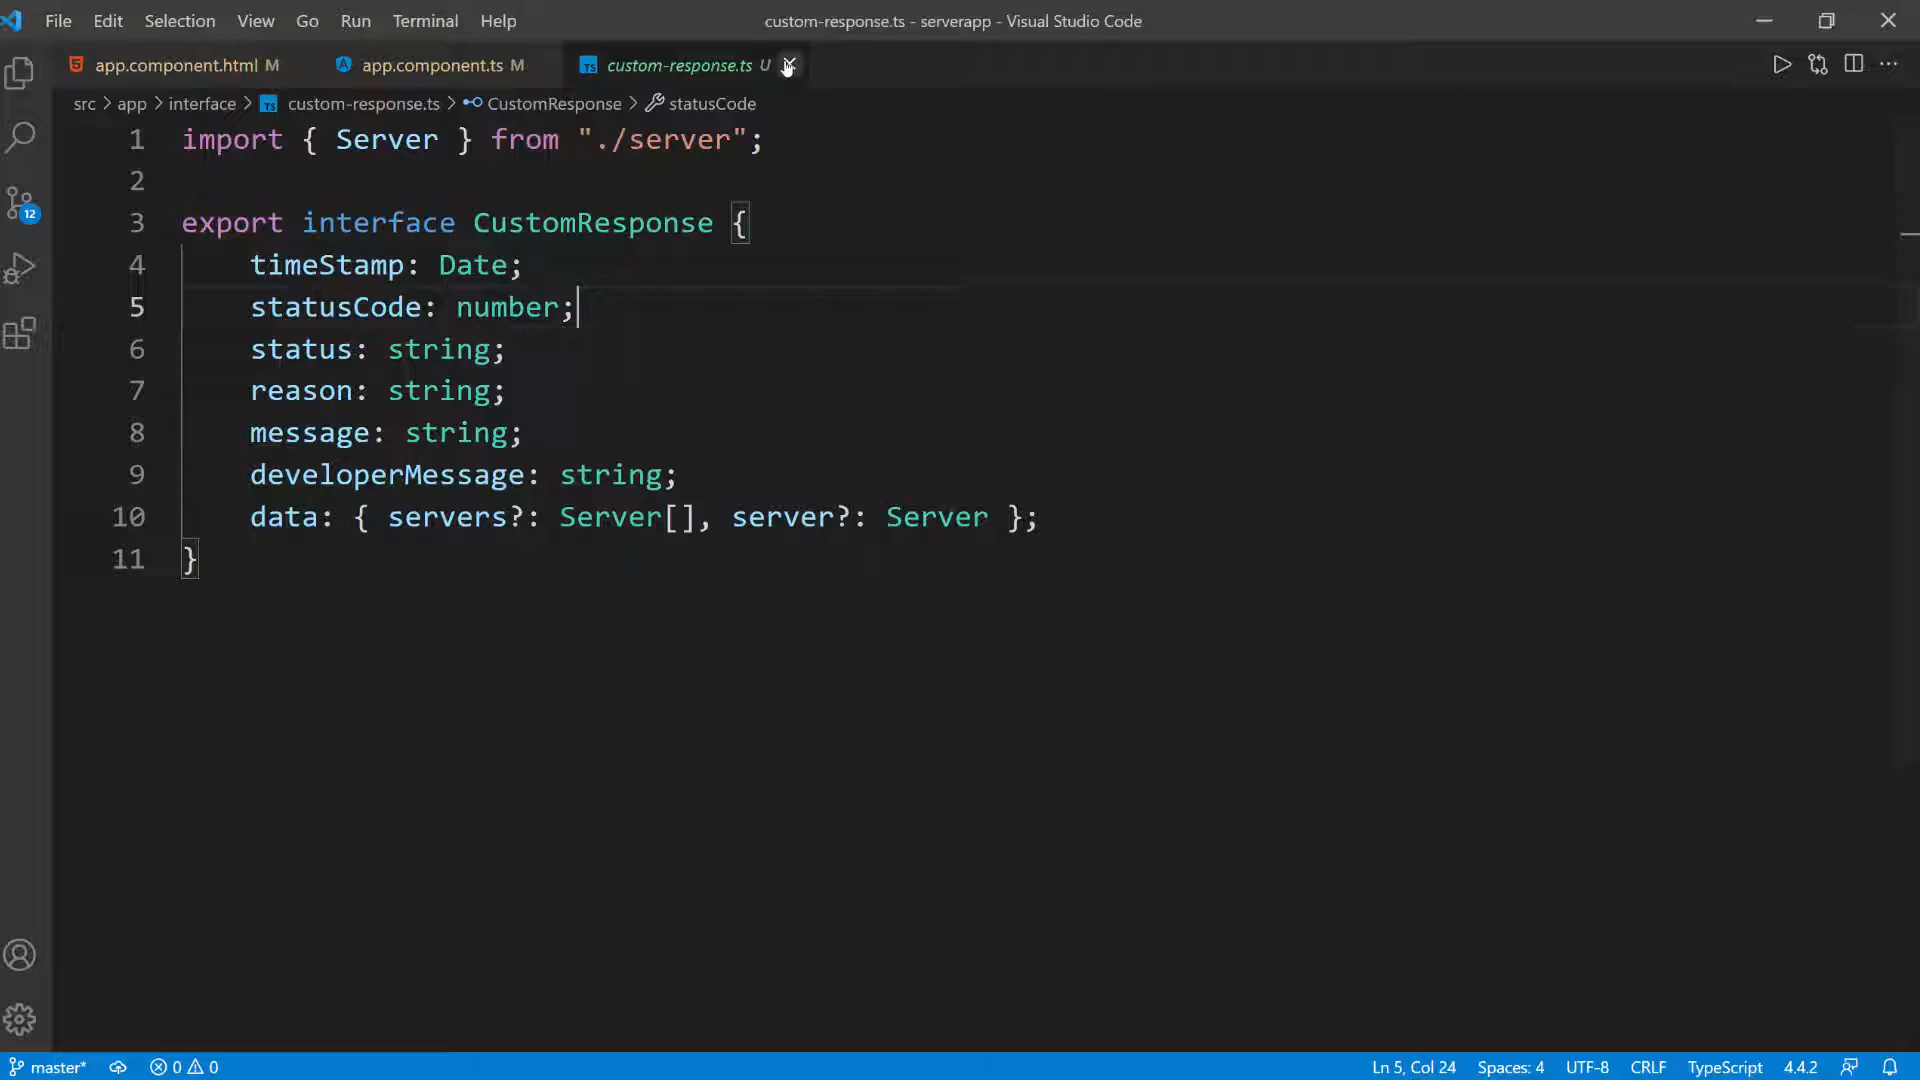 File Edit Selection View Go Run Terminal Help custom-response.ts - serverapp - Visual Studio Code
app.component.html M app.component.ts M custom-response.ts U
src > app > interface > custom-response.ts > CustomResponse > statusCode
1 import { Server } from "./server";
2
3 export interface CustomResponse {
4 timeStamp: Date;
5 statusCode: number;
6 status: string;
7 reason: string;
8 message: string;
9 developerMessage: string;
10 data: { servers?: Server[], server?: Server };
11 }
12
master* 0 0 Ln 5, Col 24 Spaces: 4 UTF-8 CRLF TypeScript 4.4.2